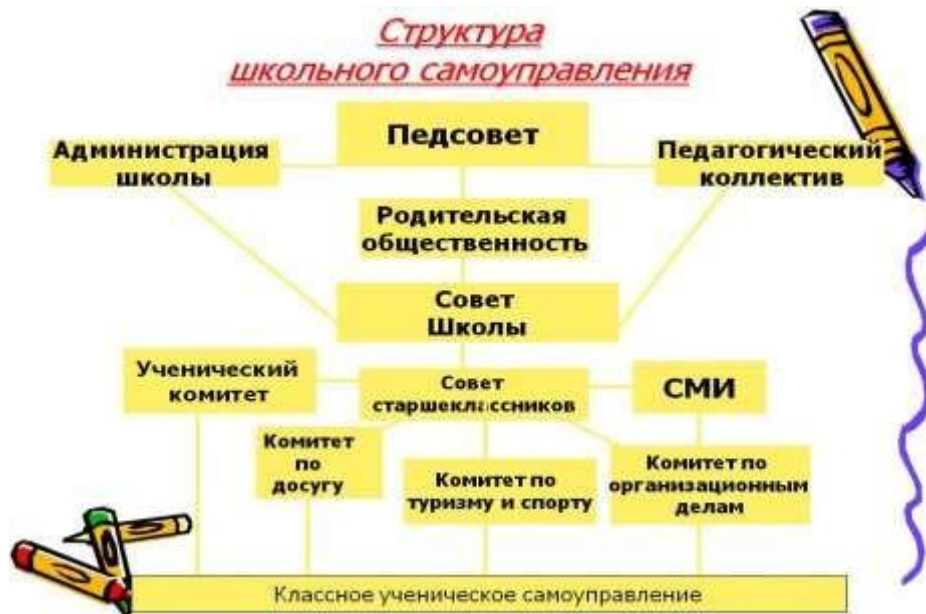 Структура
школьного самоуправления
Педсовет
Администрация
школы
Педагогический
коллектив
Родительская
общественность
Совет
Школы
Ученический
комитет
Совет
старшеклассников
СМИ
Комитет
по
досугу
Комитет по
туризму и спорту
Комитет по
организационным
делам
Классное ученическое самоуправление